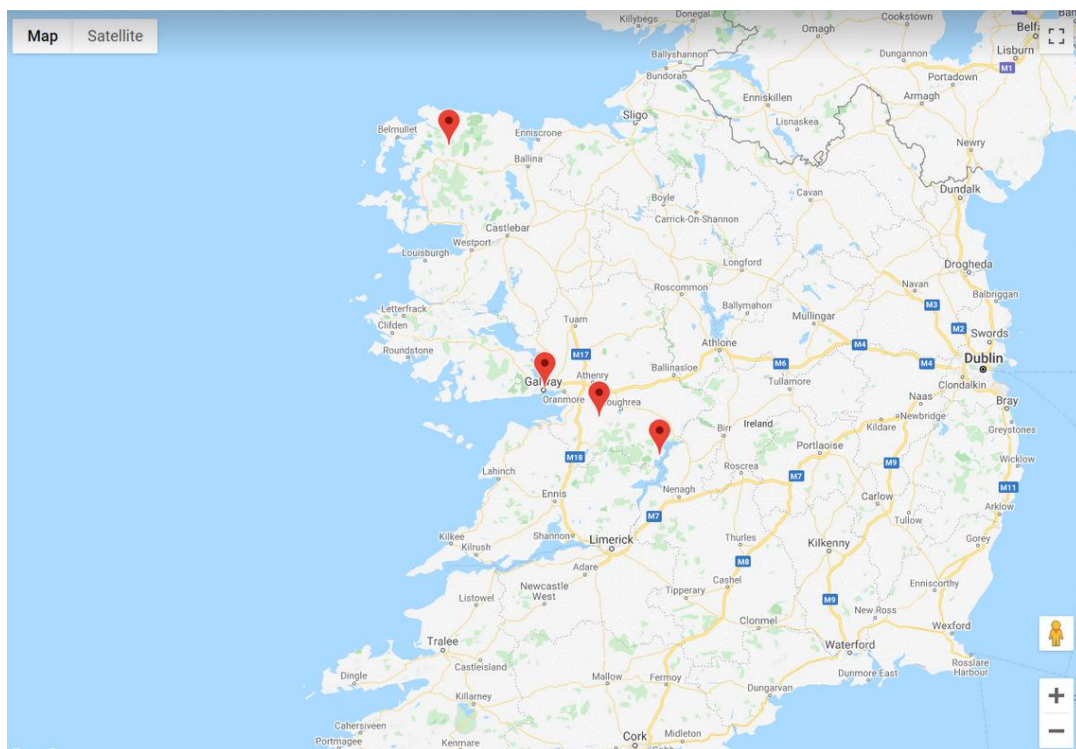 Map Satellite
Killybegs
Donegal
Omagh
Cookstown
Lisburn
M1
Ballyshannon
Bundoran
Dungannon
Portadown
Enniskillen
Armagh
Sligo
Lisnaskea
Belmullet
Enniscrone
Newry
Ballina
Dundalk
Cavan
Boyle
Carrick-On-Shannon
Castlebar
Westport
Louisburgh
Longford
Drogheda
Roscommon
Navan
Balbriggan
Letterfrack
Ballymahon
M3
Clifden
Tuam
Mullingar
M2
Swords
Roundstone
Athlone
M4
M17
Dublin
M6
M4
Ballinasloe
Athenry
Galway
Tullamore
Clondalkin
Oranmore
Naas
Bray
Newbridge
Birr
Ireland
Kildare
Greystones
Portlaoise
M18
Wicklow
Lahinch
Roscrea
M9
M7
M11
Ennis
Nenagh
Carlow
Arklow
M7
Tullow
Kilkee
Shannon
Limerick
Thurles
Kilkenny
Gorey
Kilrush
M8
Adare
Cashel
Enniscorthy
Newcastle
West
Tipperary
Listowel
M9
New Ross
Clonmel
Wexford
Tralee
Waterford
Castleisland
Rosslare
Harbour
Dingle
Mallow
Fermoy
Dunmore East
Dungarvan
Killarney
Cahersiveen
Portmagee
Kenmare
Cork
Midleton